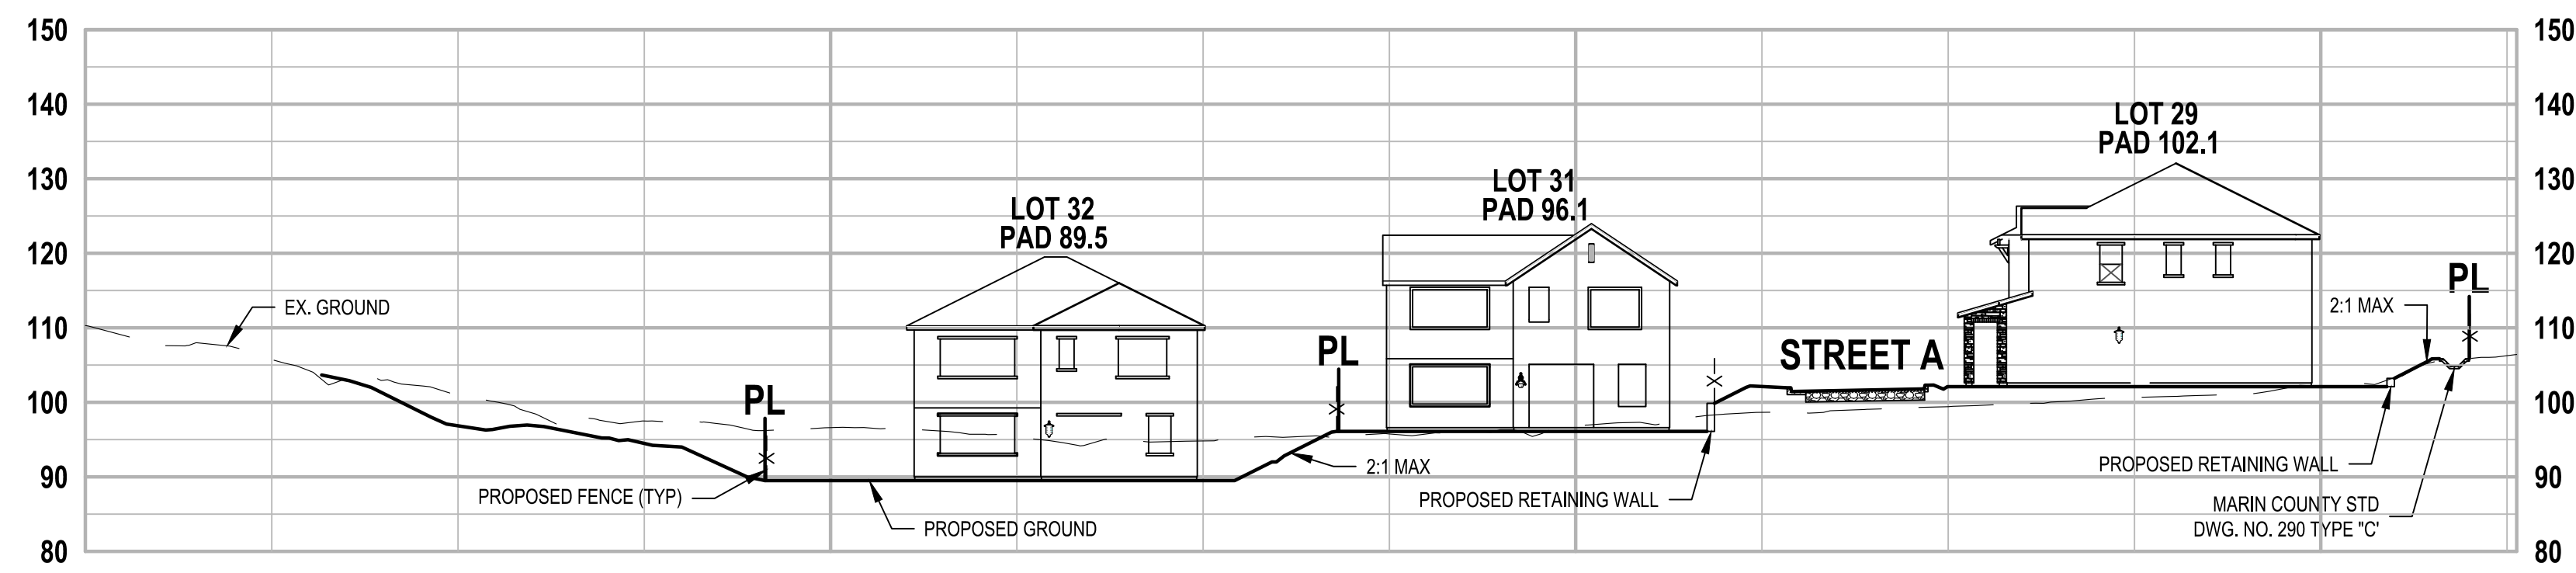 150
150
140
140
130
130
120
120
110
110
100
100
90
90
80
80
LOT 29
PAD 102.1
LOT 31
PAD 96.1
LOT 32
PAD 89.5
EX. GROUND
PL
PL
PL
2:1 MAX
STREET A
2:1 MAX
PROPOSED FENCE (TYP)
PROPOSED GROUND
PROPOSED RETAINING WALL
PROPOSED RETAINING WALL
MARIN COUNTY STD
DWG. NO. 290 TYPE "C'